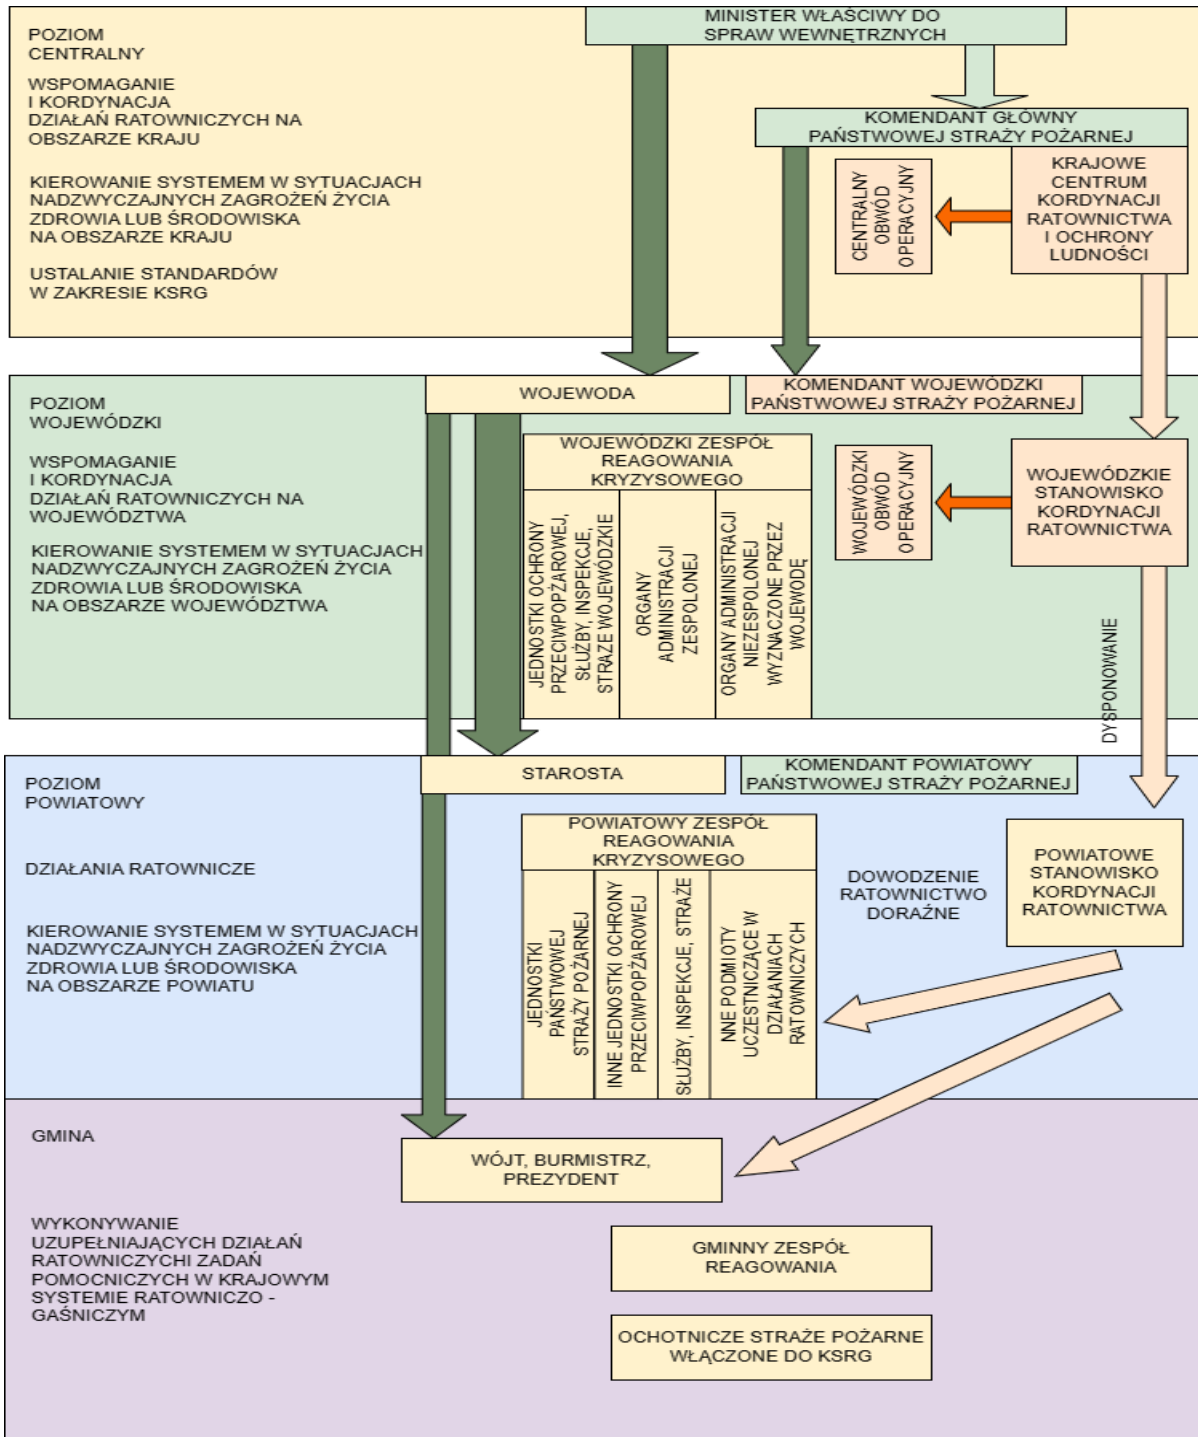 POZIOM
CENTRALNY
WSPOMAGANIE
I KORDYNACJA
DZIAŁAŃ RATOWNICZYCH NA
OBSZARZE KRAJU
KIEROWANIE SYSTEMEM W SYTUACJACH
NADZWYCZAJNYCH ZAGROŻEŃ ŻYCIA
ZDROWIA LUB ŚRODOWISKA
NA OBSZARZE KRAJU
USTALANIE STANDARDÓW
W ZAKRESIE KSRG
MINISTER WŁAŚCIWY DO
SPRAW WEWNĘTRZNYCH
KOMENDANT GŁÓWNY
PAŃSTWOWEJ STRAŻY POŻARNEJ
CENTRALNY
OBWÓD
OPERACYJNY
KRAJOWE
CENTRUM
KORDYNACJI
RATOWNICTWA
I OCHRONY
LUDNOŚCI
POZIOM
WOJEWÓDZKI
WSPOMAGANIE
I KORDYNACJA
DZIAŁAŃ RATOWNICZYCH NA
WOJEWÓDZTWA
KIEROWANIE SYSTEMEM W SYTUACJACH
NADZWYCZAJNYCH ZAGROŻEŃ ŻYCIA
ZDROWIA LUB ŚRODOWISKA
NA OBSZARZE WOJEWÓDZTWA
WOJEWODA
KOMENDANT WOJEWÓDZKI
PAŃSTWOWEJ STRAŻY POŻARNEJ
WOJEWÓDZKI ZESPÓŁ
REAGOWANIA
KRYZYSOWEGO
JEDNOSTKI OCHRONY
PRZECIWPOPŻAROWEJ,
SŁUŻBY, INSPEKCJE,
STRAZE WOJEWÓDZKIE
ORGANY
ADMINISTRACJI
ZESPOLONEJ
ORGANY ADMINISTRACJI
NIEZESPOLONEJ
WYZNACZONE PRZEZ
WOJEWODĘ
WOJEWÓDZKI
OBWÓD
OPERACYJNY
WOJEWÓDZKIE
STANOWISKO
KORDYNACJI
RATOWNICTWA
DYSPONOWANIE
POZIOM
POWIATOWY
DZIAŁANIA RATOWNICZE
KIEROWANIE SYSTEMEM W SYTUACJACH
NADZWYCZAJNYCH ZAGROŻEŃ ŻYCIA
ZDROWIA LUB ŚRODOWISKA
NA OBSZARZE POWIATU
STAROSTA
KOMENDANT POWIATOWY
PAŃSTWOWEJ STRAŻY POŻARNEJ
POWIATOWY ZESPÓŁ
REAGOWANIA
KRYZYSOWEGO
JEDNOSTKI
PAŃSTWOWEJ
STRAŻY POŻARNEJ
INNE JEDNOSTKI OCHRONY
PRZECIWPOPŻAROWEJ
SŁUŻBY, INSPEKCJE, STRAŻE
NNE PODMIOTY
UCZESTNICZĄCE W
DZIAŁANIACH
RATOWNICZYCH
DOWODZENIE
RATOWNICTWO
DORAŹNE
POWIATOWE
STANOWISKO
KORDYNACJI
RATOWNICTWA
GMINA
WYKONYWANIE
UZUPEŁNIAJĄCYCH DZIAŁAŃ
RATOWNICZYCHI ZADAŃ
POMOCNICZYCH W KRAJOWYM
SYSTEMIE RATOWNICZO -
GAŚNICZYM
WÓJT, BURMISTRZ,
PREZYDENT
GMINNY ZESPÓŁ
REAGOWANIA
OCHOTNICZE STRAŻE POŻARNE
WŁĄCZONE DO KSRG